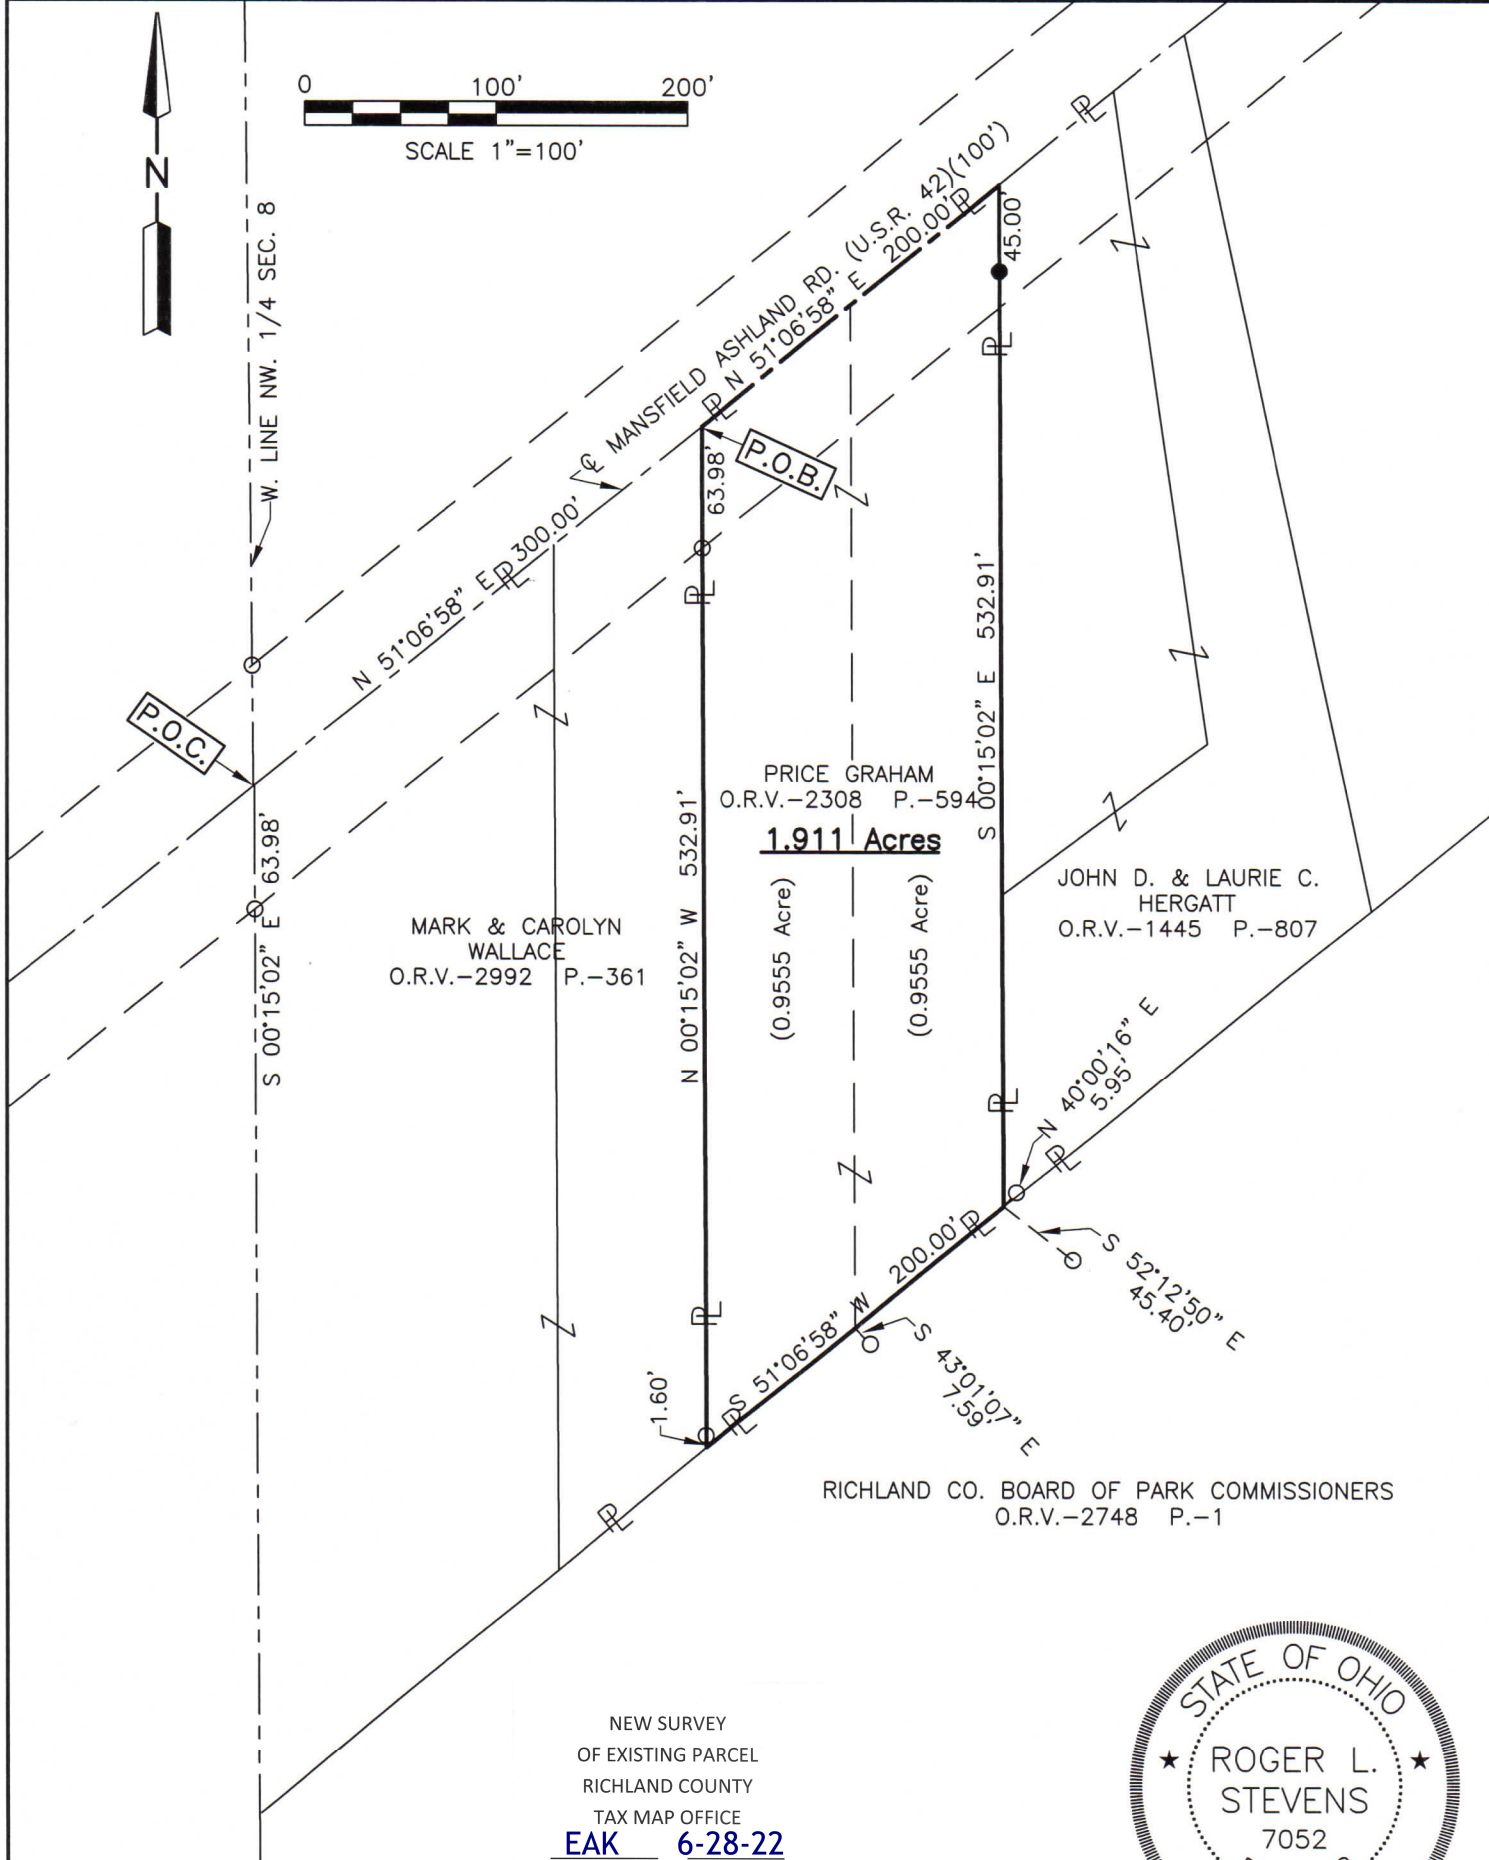 0 100' 200'
SCALE 1"=100'
N
W. LINE NW. 1/4 SEC. 8
℄ MANSFIELD ASHLAND RD. (U.S.R. 42)(100')
N 51°06'58" E 200.00'
45.00'
P.O.B.
63.98'
N 51°06'58" E 300.00'
P.O.C.
S 00°15'02" E 63.98'
MARK & CAROLYN
WALLACE
O.R.V.-2992 P.-361
N 00°15'02" W 532.91'
PRICE GRAHAM
O.R.V.-2308 P.-594
1.911 Acres
(0.9555 Acre)
(0.9555 Acre)
S 00°15'02" E 532.91'
JOHN D. & LAURIE C.
HERGATT
O.R.V.-1445 P.-807
N 40°00'16" E
5.95'
S 52°12'50" E
45.40'
S 43°01'07" E
7.59'
S 51°06'58" W 200.00'
1.60'
RICHLAND CO. BOARD OF PARK COMMISSIONERS
O.R.V.-2748 P.-1
NEW SURVEY
OF EXISTING PARCEL
RICHLAND COUNTY
TAX MAP OFFICE
EAK 6-28-22
STATE OF OHIO
ROGER L.
STEVENS
7052